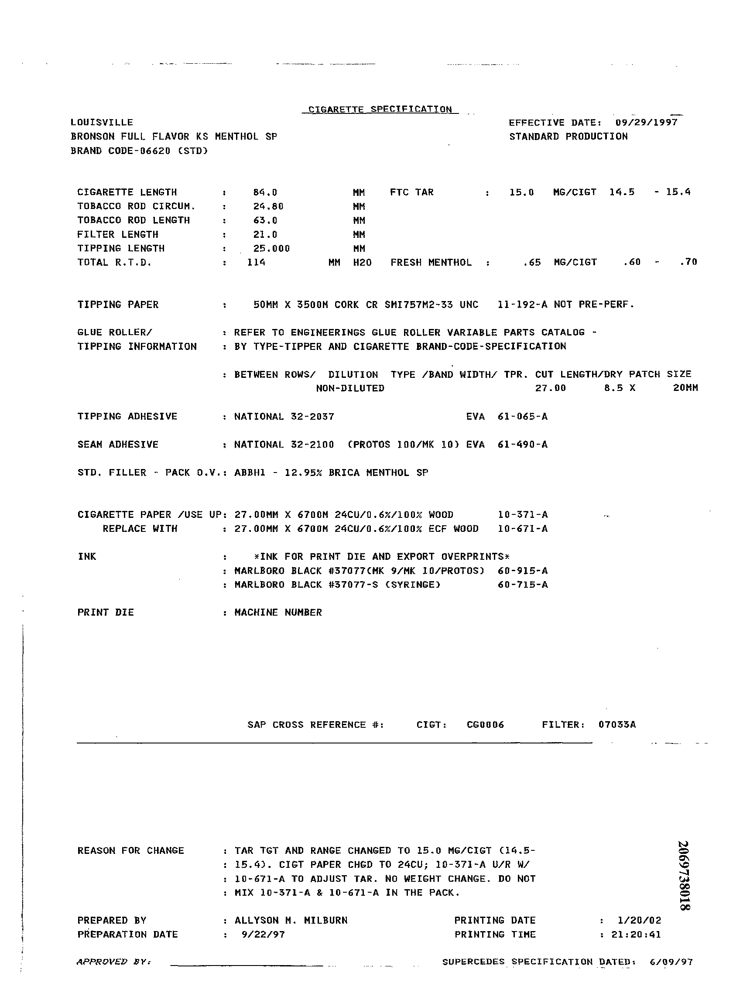 CIGARETTE SPECIFICATION
LOUISVILLE EFFECTIVE DATE: 09/29/1997
BRONSON FULL FLAVOR KS MENTHOL SP STANDARD PRODUCTION
BRAND CODE-06620 (STD)
CIGARETTE LENGTH : 84.0 MM FTC TAR : 15.0 MG/CIGT 14.5 - 15.4
TOBACCO ROD CIRCUM. : 24.80 MM
TOBACCO ROD LENGTH : 63.0 MM
FILTER LENGTH : 21.0 MM
TIPPING LENGTH : 25.000 MM
TOTAL R.T.D. : 114 MM H2O FRESH MENTHOL : .65 MG/CIGT .60 - .70
TIPPING PAPER : 50MM X 3500M CORK CR SMI757M2-33 UNC 11-192-A NOT PRE-PERF.
GLUE ROLLER/ : REFER TO ENGINEERINGS GLUE ROLLER VARIABLE PARTS CATALOG -
TIPPING INFORMATION : BY TYPE-TIPPER AND CIGARETTE BRAND-CODE-SPECIFICATION
: BETWEEN ROWS/ DILUTION TYPE /BAND WIDTH/ TPR. CUT LENGTH/DRY PATCH SIZE
NON-DILUTED 27.00 8.5 X 20MM
TIPPING ADHESIVE : NATIONAL 32-2037 EVA 61-065-A
SEAM ADHESIVE : NATIONAL 32-2100 (PROTOS 100/MK 10) EVA 61-490-A
STD. FILLER - PACK O.V.: ABBH1 - 12.95% BRICA MENTHOL SP
CIGARETTE PAPER /USE UP: 27.00MM X 6700M 24CU/0.6%/100% WOOD 10-371-A
REPLACE WITH : 27.00MM X 6700M 24CU/0.6%/100% ECF WOOD 10-671-A
INK : *INK FOR PRINT DIE AND EXPORT OVERPRINTS*
: MARLBORO BLACK #37077(MK 9/MK 10/PROTOS) 60-915-A
: MARLBORO BLACK #37077-S (SYRINGE) 60-715-A
PRINT DIE : MACHINE NUMBER
SAP CROSS REFERENCE #: CIGT: CG0006 FILTER: 07033A
REASON FOR CHANGE : TAR TGT AND RANGE CHANGED TO 15.0 MG/CIGT (14.5-
: 15.4). CIGT PAPER CHGD TO 24CU; 10-371-A U/R W/
: 10-671-A TO ADJUST TAR. NO WEIGHT CHANGE. DO NOT
: MIX 10-371-A & 10-671-A IN THE PACK.
2069738018
PREPARED BY : ALLYSON M. MILBURN PRINTING DATE : 1/20/02
PREPARATION DATE : 9/22/97 PRINTING TIME : 21:20:41
APPROVED BY: SUPERCEDES SPECIFICATION DATED: 6/09/97